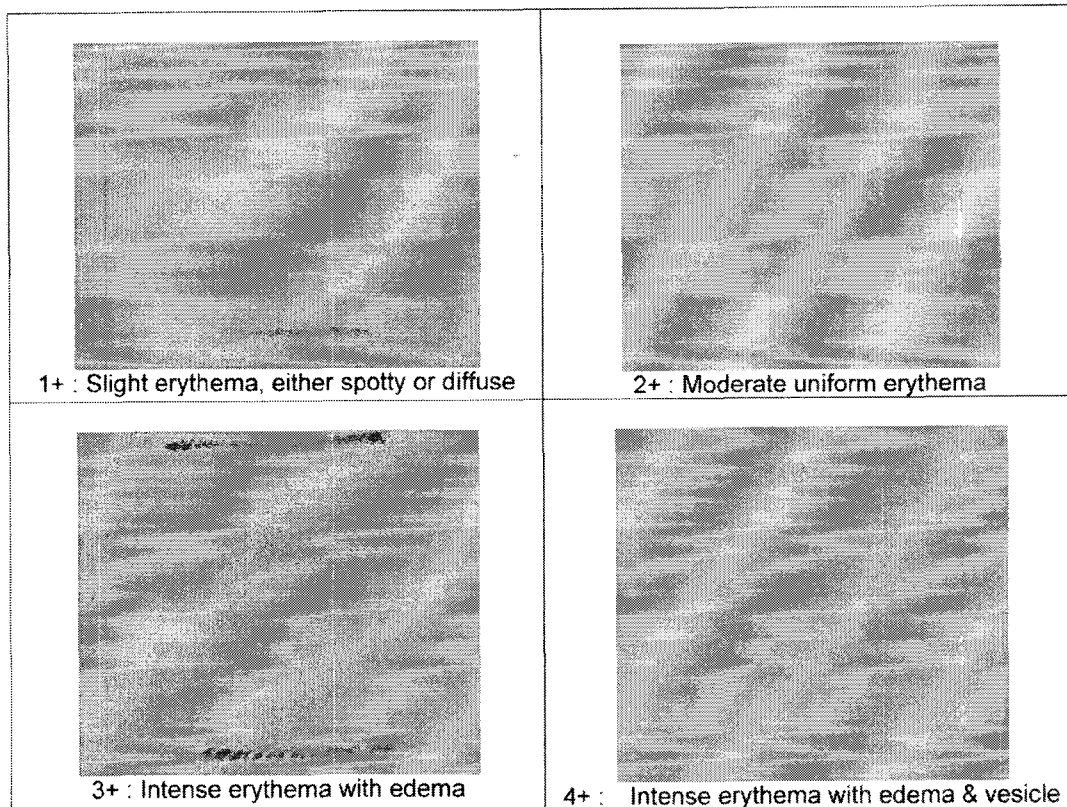 1+ : Slight erythema, either spotty or diffuse
2+ : Moderate uniform erythema
3+ : Intense erythema with edema
4+ : Intense erythema with edema & vesicle